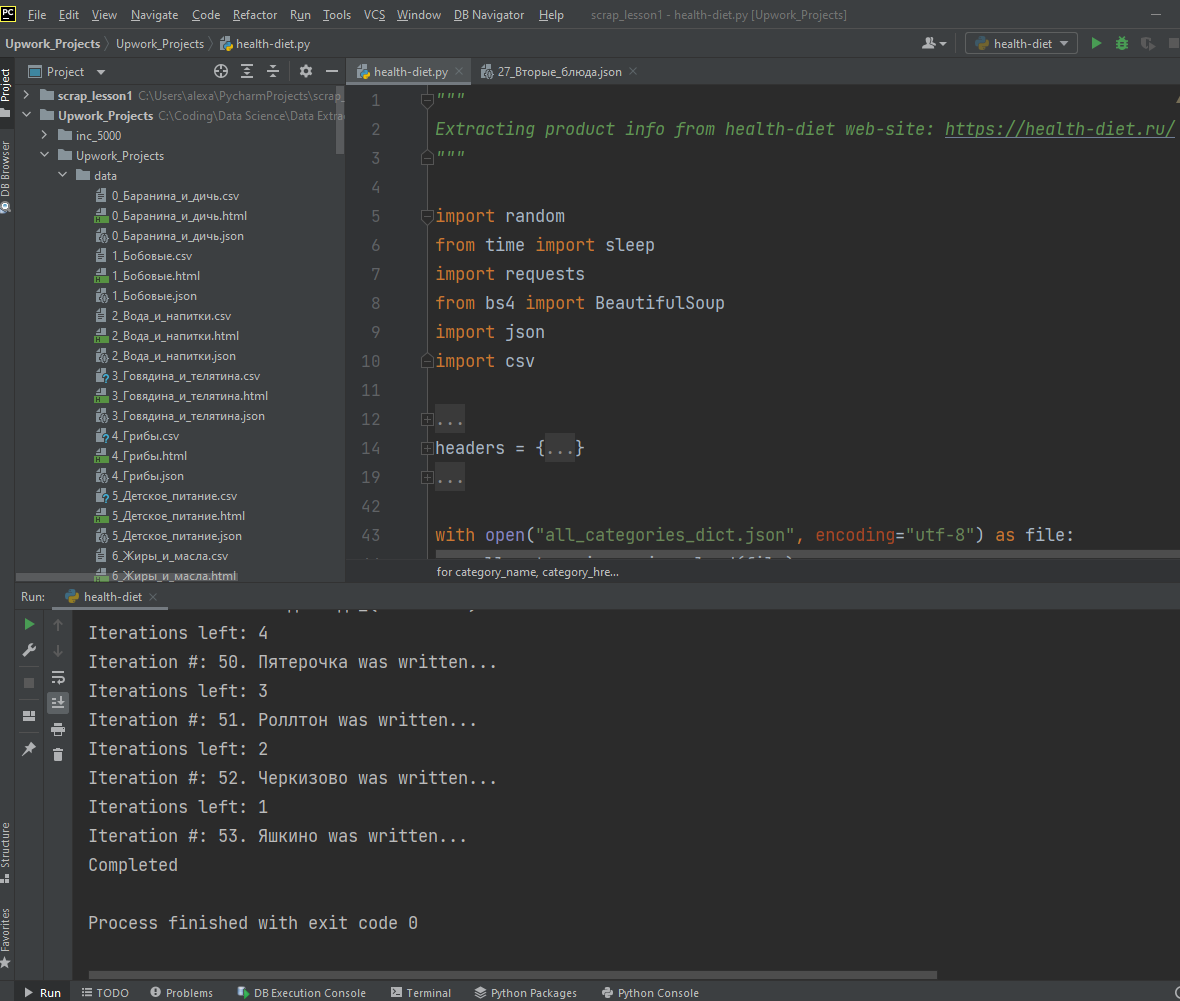 PC File Edit View Navigate Code Refactor Run Tools VCS Window DB Navigator Help scrap_lesson1 - health-diet.py [Upwork_Projects]
Upwork_Projects Upwork_Projects health-diet.py health-diet
Project
DB Browser
Structure
Favorites
Project
scrap_lesson1 C:\Users\alexa\PycharmProjects\scrap_
Upwork_Projects C:\Coding\Data Science\Data Extra
inc_5000
Upwork_Projects
data
0_Баранина_и_дичь.csv
0_Баранина_и_дичь.html
0_Баранина_и_дичь.json
1_Бобовые.csv
1_Бобовые.html
1_Бобовые.json
2_Вода_и_напитки.csv
2_Вода_и_напитки.html
2_Вода_и_напитки.json
3_Говядина_и_телятина.csv
3_Говядина_и_телятина.html
3_Говядина_и_телятина.json
4_Грибы.csv
4_Грибы.html
4_Грибы.json
5_Детское_питание.csv
5_Детское_питание.html
5_Детское_питание.json
6_Жиры_и_масла.csv
6_Жиры_и_масла.html
health-diet.py 27_Вторые_блюда.json
1 """
2 Extracting product info from health-diet web-site: https://health-diet.ru/
3 """
4
5 import random
6 from time import sleep
7 import requests
8 from bs4 import BeautifulSoup
9 import json
10 import csv
11
12 ...
14 headers = {...}
19 ...
42
43 with open("all_categories_dict.json", encoding="utf-8") as file:
for category_name, category_hre...
Run: health-diet
Iterations left: 4
Iteration #: 50. Пятерочка was written...
Iterations left: 3
Iteration #: 51. Роллтон was written...
Iterations left: 2
Iteration #: 52. Черкизово was written...
Iterations left: 1
Iteration #: 53. Яшкино was written...
Completed
Process finished with exit code 0
Run TODO Problems DB Execution Console Terminal Python Packages Python Console